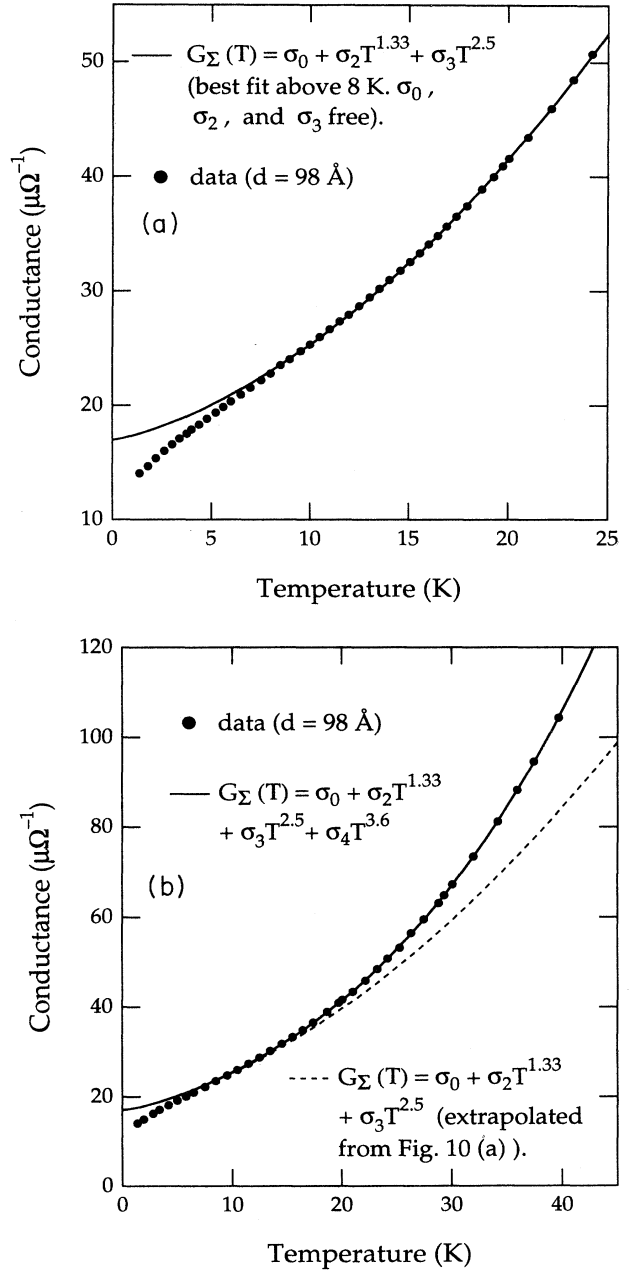 50
40
30
20
10
0
5
10
15
20
25
Conductance (μΩ⁻¹)
G_Σ (T) = σ₀ + σ₂T^1.33 + σ₃T^2.5
(best fit above 8 K. σ₀ ,
σ₂ , and σ₃ free).
data (d = 98 Å)
(a)
Temperature (K)
120
100
80
60
40
20
0
0
10
20
30
40
Conductance (μΩ⁻¹)
data (d = 98 Å)
G_Σ (T) = σ₀ + σ₂T^1.33
+ σ₃T^2.5 + σ₄T^3.6
(b)
G_Σ (T) = σ₀ + σ₂T^1.33
+ σ₃T^2.5 (extrapolated
from Fig. 10 (a) ).
Temperature (K)